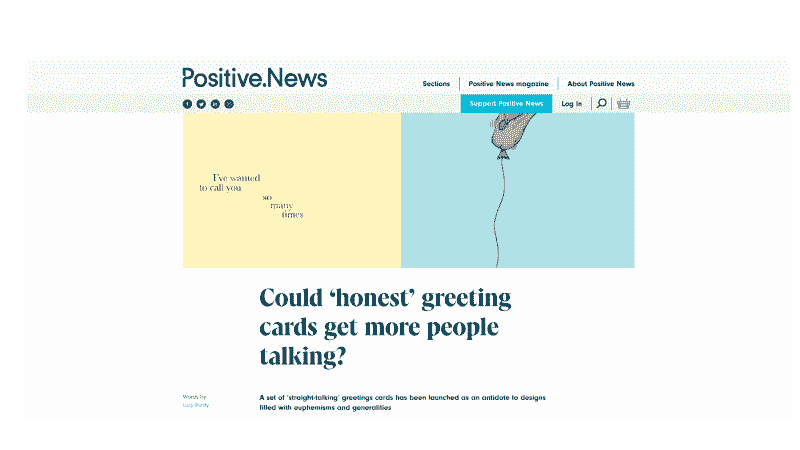 Positive.News
Sections
Positive News magazine
About Positive News
Support Positive News
Log In
I've wanted
to call you
so
many
times
Could ‘honest’ greeting
cards get more people
talking?
Words by
Lucy Purdy
A set of ‘straight-talking’ greetings cards has been launched as an antidote to designs
filled with euphemisms and generalities